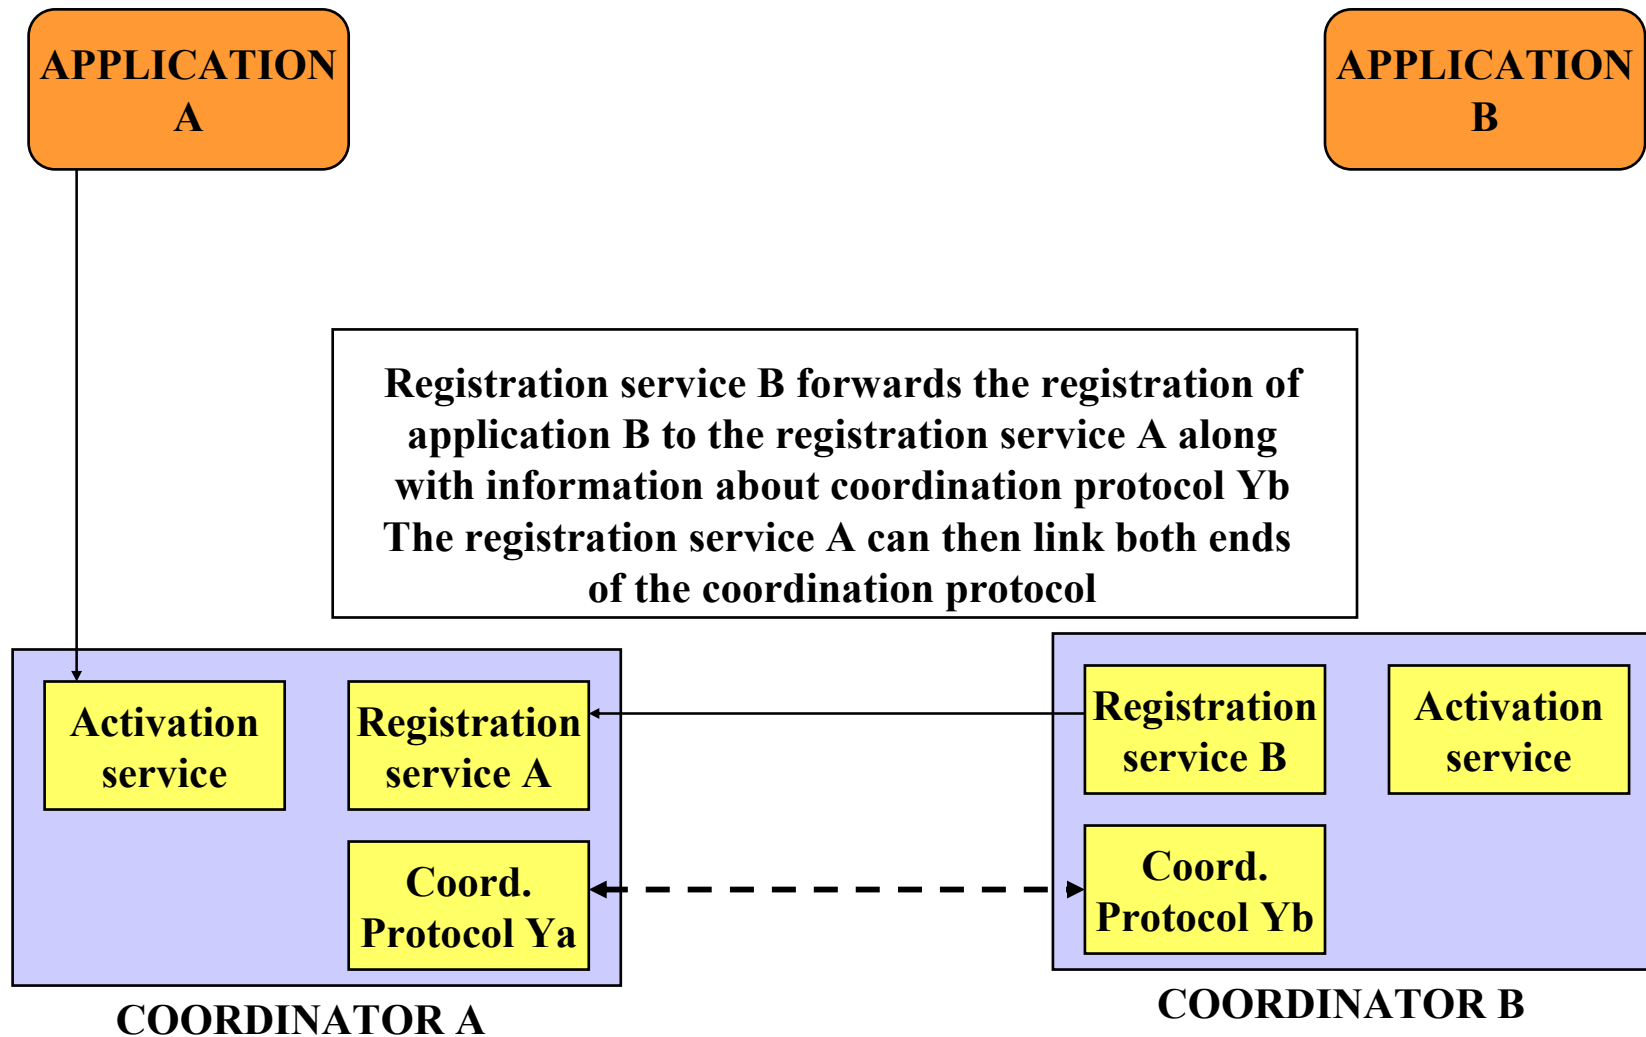 APPLICATION
A
APPLICATION
B
Registration service B forwards the registration of
application B to the registration service A along
with information about coordination protocol Yb
The registration service A can then link both ends
of the coordination protocol
Activation
service
Registration
service A
Coord.
Protocol Ya
COORDINATOR A
Registration
service B
Activation
service
Coord.
Protocol Yb
COORDINATOR B